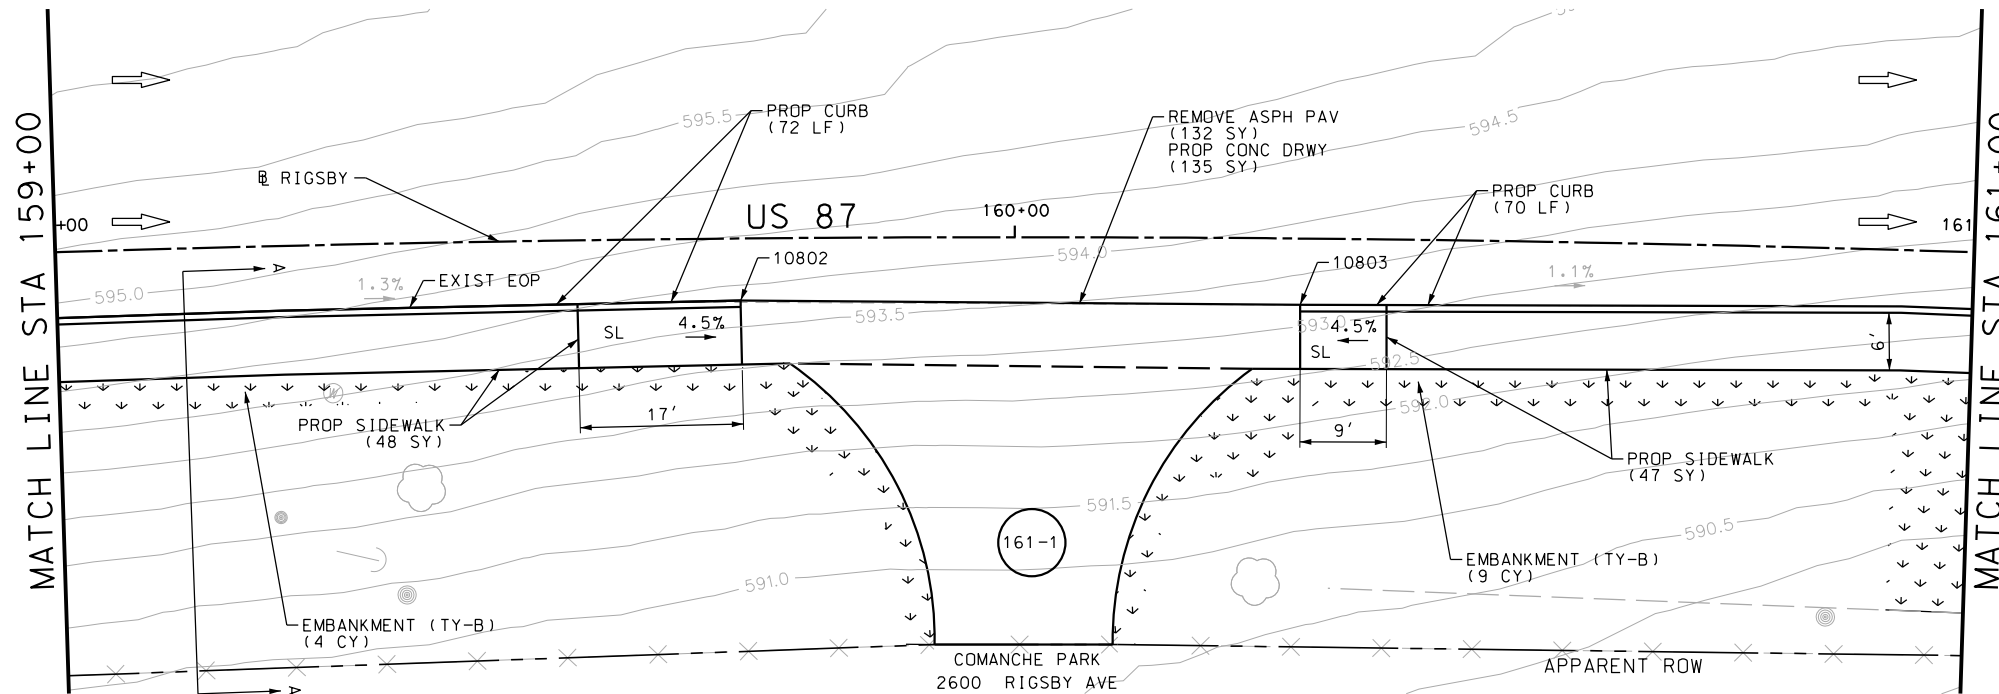 MATCH LINE STA 159+00
+00
℄ RIGSBY
595.5
PROP CURB
(72 LF)
US 87
160+00
REMOVE ASPH PAV
(132 SY)
PROP CONC DRWY
(135 SY)
594.5
PROP CURB
(70 LF)
161
MATCH LINE STA 161+00
A
595.0
1.3%
EXIST EOP
10802
594.0
10803
1.1%
SL
4.5%
593.5
593.0
4.5%
SL
592.5
6'
592.0
PROP SIDEWALK
(48 SY)
17'
9'
PROP SIDEWALK
(47 SY)
W
591.5
161-1
590.5
EMBANKMENT (TY-B)
(9 CY)
591.0
EMBANKMENT (TY-B)
(4 CY)
COMANCHE PARK
2600 RIGSBY AVE
APPARENT ROW
A